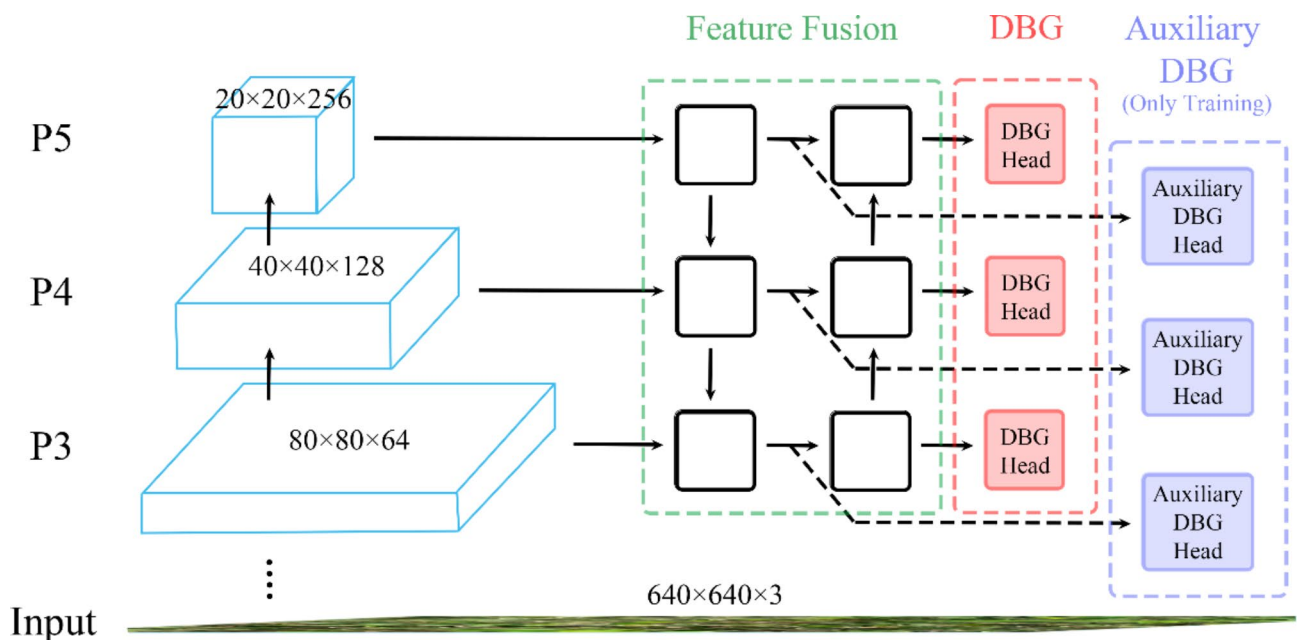 Feature Fusion
DBG
Auxiliary
DBG
(Only Training)
P5
20×20×256
DBG
Head
Auxiliary
DBG
Head
P4
40×40×128
DBG
Head
Auxiliary
DBG
Head
P3
80×80×64
DBG
Head
Auxiliary
DBG
Head
Input
640×640×3